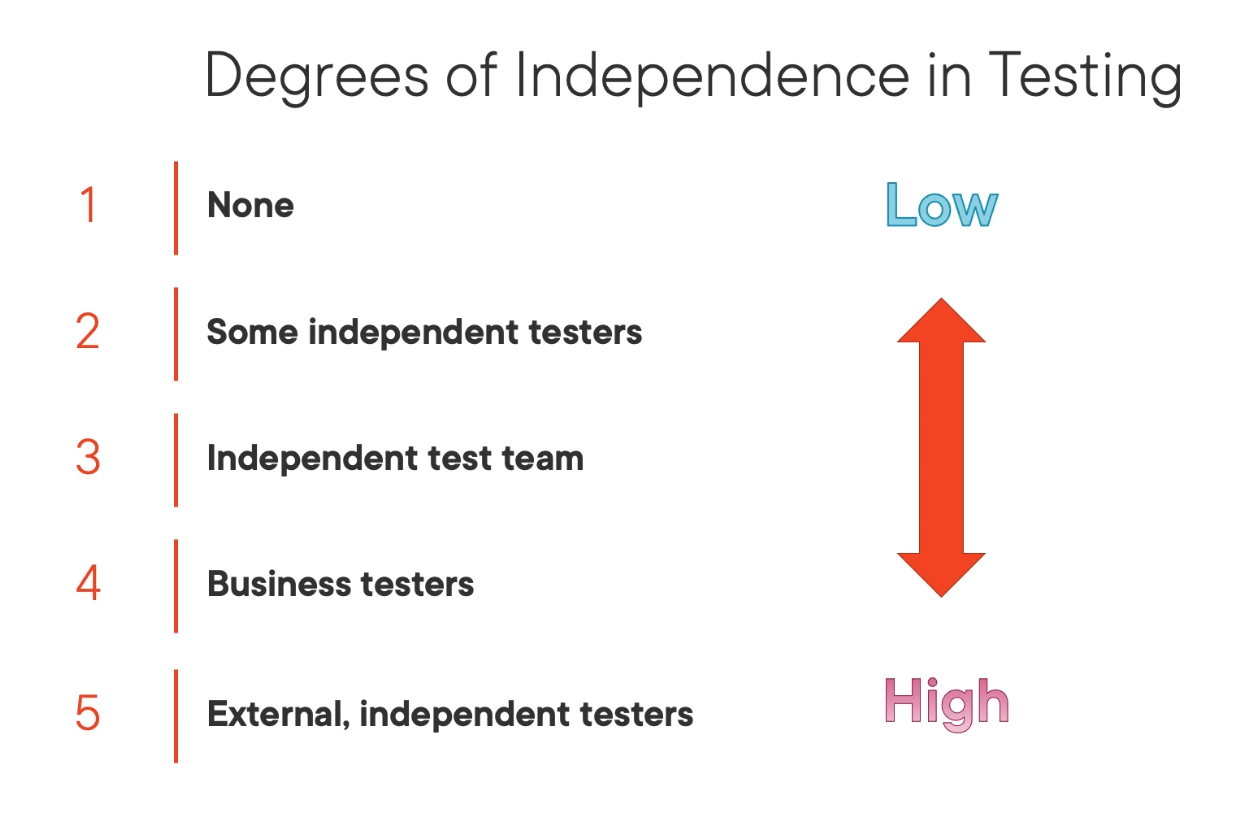 Degrees of Independence in Testing
1 None
Low
2 Some independent testers
3 Independent test team
4 Business testers
5 External, independent testers
High